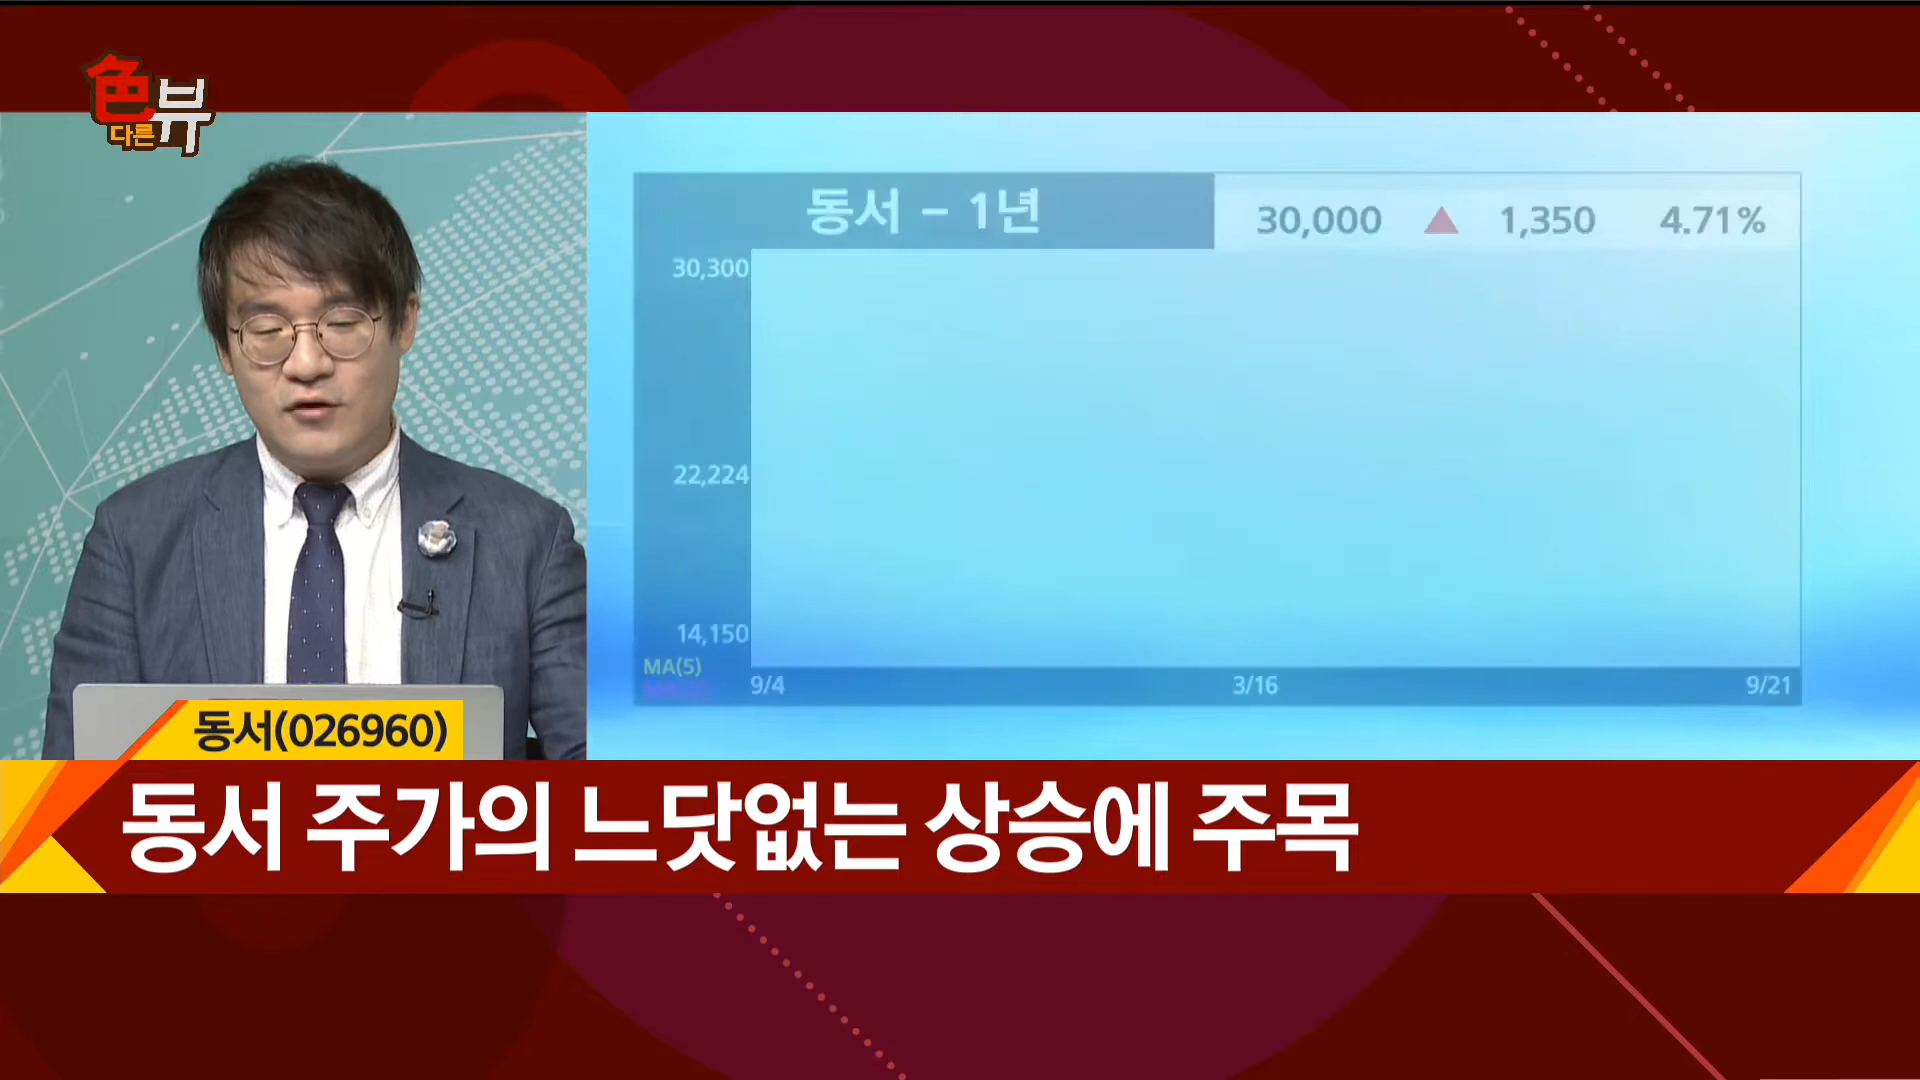 色뷰
다른
동서 – 1년
30,000 ▲ 1,350 4.71%
30,300
22,224
14,150
MA(5)
9/4 3/16 9/21
동서(026960)
동서 주가의 느닷없는 상승에 주목